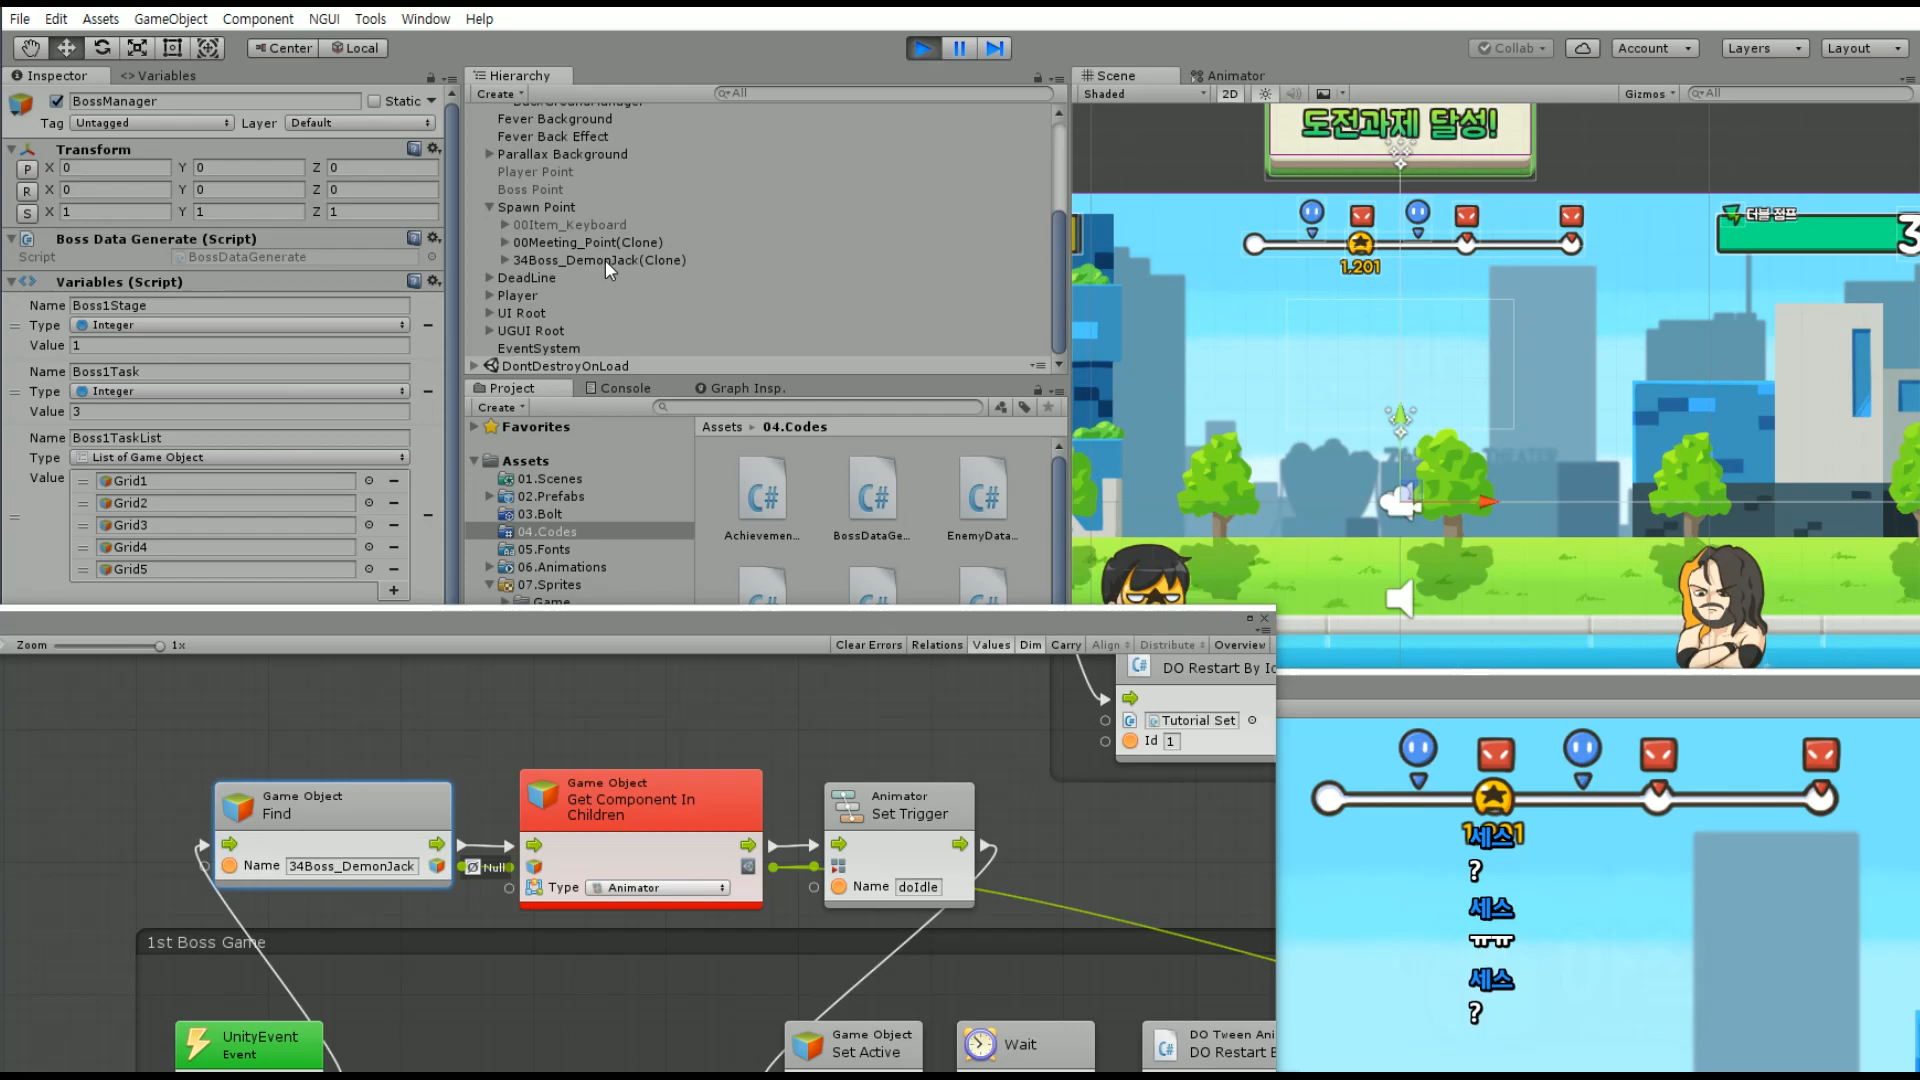 File Edit Assets GameObject Component NGUI Tools Window Help
Center Local
Collab Account Layers Layout
Inspector <> Variables
BossManager Static
Tag Untagged Layer Default
Transform
P X 0 Y 0 Z 0
R X 0 Y 0 Z 0
S X 1 Y 1 Z 1
Boss Data Generate (Script)
Script BossDataGenerate
Variables (Script)
Name Boss1Stage
Type Integer
Value 1
Name Boss1Task
Type Integer
Value 3
Name Boss1TaskList
Type List of Game Object
Value Grid1
Grid2
Grid3
Grid4
Grid5
Hierarchy
Create All
BackGroundManager
Fever Background
Fever Back Effect
Parallax Background
Player Point
Boss Point
Spawn Point
00Item_Keyboard
00Meeting_Point(Clone)
34Boss_DemonJack(Clone)
DeadLine
Player
UI Root
UGUI Root
EventSystem
DontDestroyOnLoad
Project Console Graph Insp.
Create
Favorites
Assets
01.Scenes
02.Prefabs
03.Bolt
04.Codes
05.Fonts
06.Animations
07.Sprites
Game
Assets 04.Codes
C# C# C#
Achievemen... BossDataGe... EnemyData...
C# C# C#
Scene Animator
Shaded 2D Gizmos All
도전과제 달성!
더블 점프
3
1,201
THEATER
Zoom 1x
Clear Errors Relations Values Dim Carry Align Distribute Overview
Game Object
Find
Name 34Boss_DemonJack
Null
Game Object
Get Component In
Children
Type Animator
Animator
Set Trigger
Name doIdle
C# DO Restart By Id
Tutorial Set
Id 1
1st Boss Game
UnityEvent
Event
Game Object
Set Active
Wait
C# DO Tween Ani
DO Restart B
세스
?
세스
ㅠㅠ
세스
?